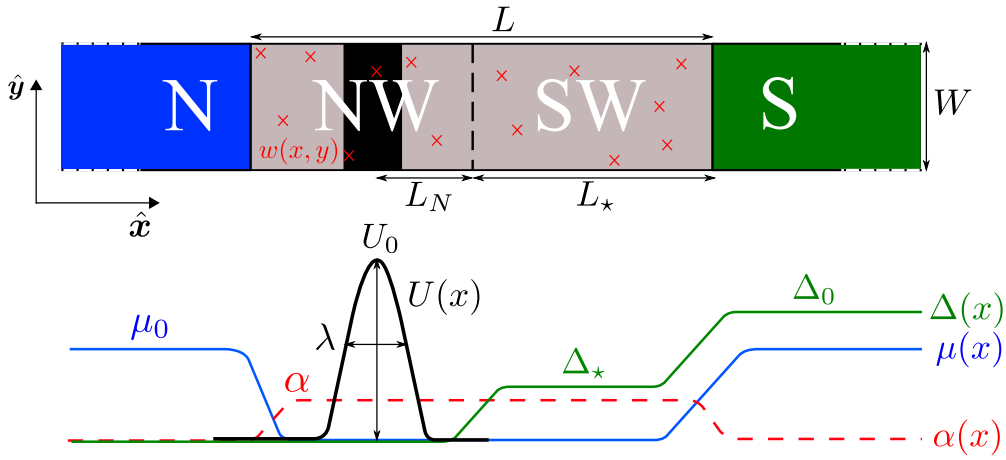 L
N NW SW S
ŷ
W
w(x, y)
L_N L_⋆
x̂
U_0
U(x)
μ_0
λ
α
Δ_⋆
Δ_0
Δ(x)
μ(x)
α(x)